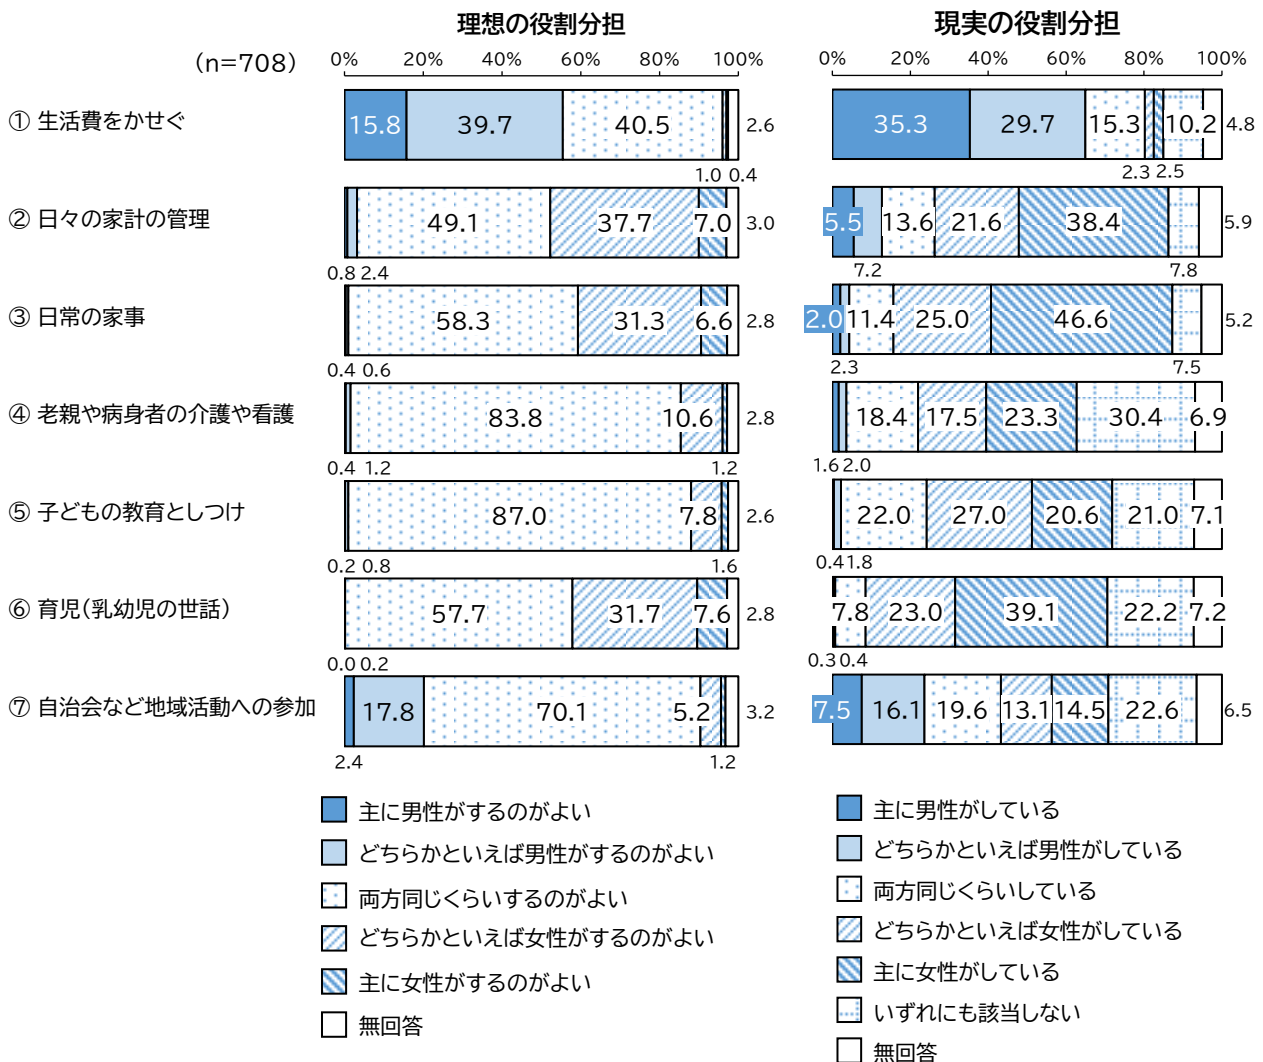 理想の役割分担
現実の役割分担
(n=708)
0% 20% 40% 60% 80% 100%
0% 20% 40% 60% 80% 100%
① 生活費をかせぐ
15.8 39.7 40.5 2.6
1.0 0.4
35.3 29.7 15.3 10.2 4.8
2.3 2.5
② 日々の家計の管理
49.1 37.7 7.0 3.0
0.8 2.4
5.5 13.6 21.6 38.4 5.9
7.2 7.8
③ 日常の家事
58.3 31.3 6.6 2.8
0.4 0.6
2.0 11.4 25.0 46.6 5.2
2.3 7.5
④ 老親や病身者の介護や看護
83.8 10.6 2.8
0.4 1.2 1.2
18.4 17.5 23.3 30.4 6.9
1.6 2.0
⑤ 子どもの教育としつけ
87.0 7.8 2.6
0.2 0.8 1.6
22.0 27.0 20.6 21.0 7.1
0.4 1.8
⑥ 育児(乳幼児の世話)
57.7 31.7 7.6 2.8
0.0 0.2
7.8 23.0 39.1 22.2 7.2
0.3 0.4
⑦ 自治会など地域活動への参加
17.8 70.1 5.2 3.2
2.4 1.2
7.5 16.1 19.6 13.1 14.5 22.6 6.5
主に男性がするのがよい
どちらかといえば男性がするのがよい
両方同じくらいするのがよい
どちらかといえば女性がするのがよい
主に女性がするのがよい
無回答
主に男性がしている
どちらかといえば男性がしている
両方同じくらいしている
どちらかといえば女性がしている
主に女性がしている
いずれにも該当しない
無回答